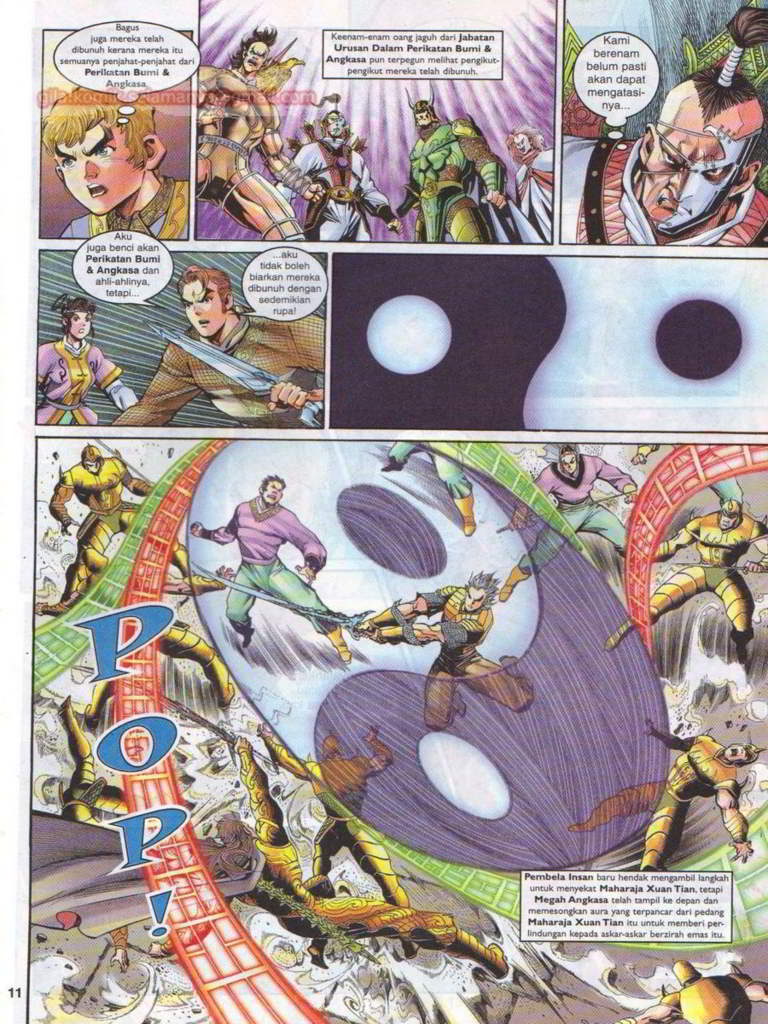 Bagus
juga mereka telah
dibunuh kerana mereka itu
semuanya penjahat-penjahat dari
Perikatan Bumi &
Angkasa.
Keenam-enam oang jaguh dari Jabatan
Urusan Dalam Perikatan Bumi &
Angkasa pun terpegun melihat pengikut-
pengikut mereka telah dibunuh.
Kami
berenam
belum pasti
akan dapat
mengatasi-
nya...
Aku
juga benci akan
Perikatan Bumi
& Angkasa dan
ahli-ahlinya,
tetapi...
...aku
tidak boleh
biarkan mereka
dibunuh dengan
sedemikian
rupa!
POP!
Pembela Insan baru hendak mengambil langkah
untuk menyekat Maharaja Xuan Tian, tetapi
Megah Angkasa telah tampil ke depan dan
memesongkan aura yang terpancar dari pedang
Maharaja Xuan Tian itu untuk memberi per-
lindungan kepada askar-askar berzirah emas itu.
11